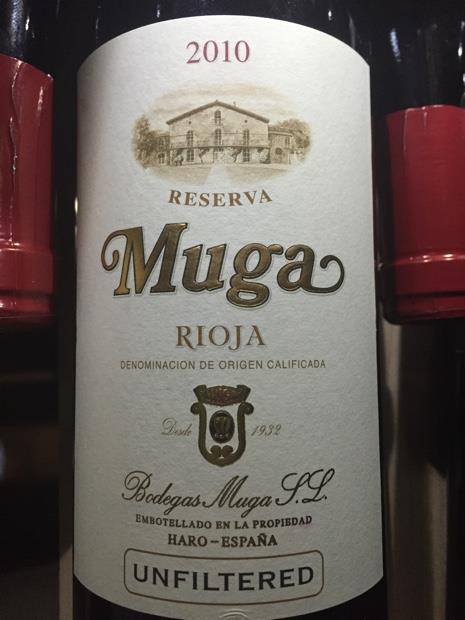 2010
RESERVA
Muga
RIOJA
DENOMINACION DE ORIGEN CALIFICADA
Desde 1932
Bodegas Muga S.L.
EMBOTELLADO EN LA PROPIEDAD
HARO-ESPAÑA
UNFILTERED